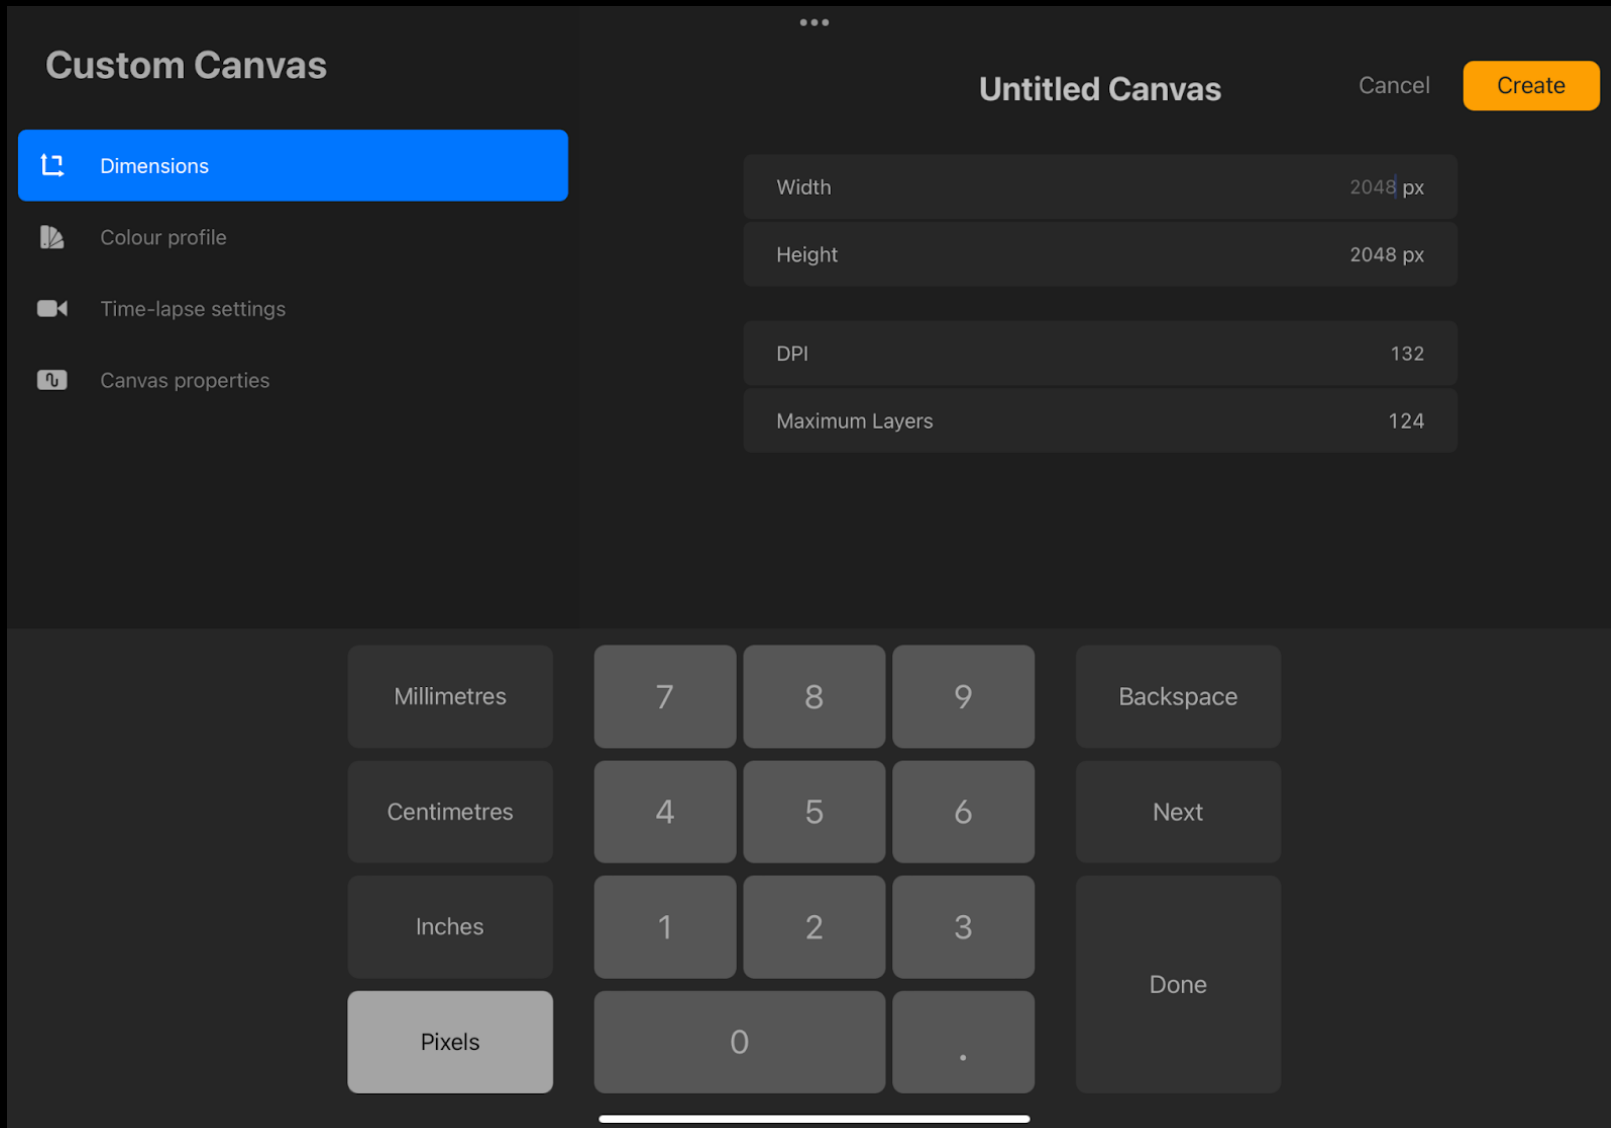 Custom Canvas
Dimensions
Colour profile
Time-lapse settings
Canvas properties
Untitled Canvas
Cancel
Create
Width 2048 px
Height 2048 px
DPI 132
Maximum Layers 124
Millimetres 7 8 9 Backspace
Centimetres 4 5 6 Next
Inches 1 2 3
Done
Pixels 0 .